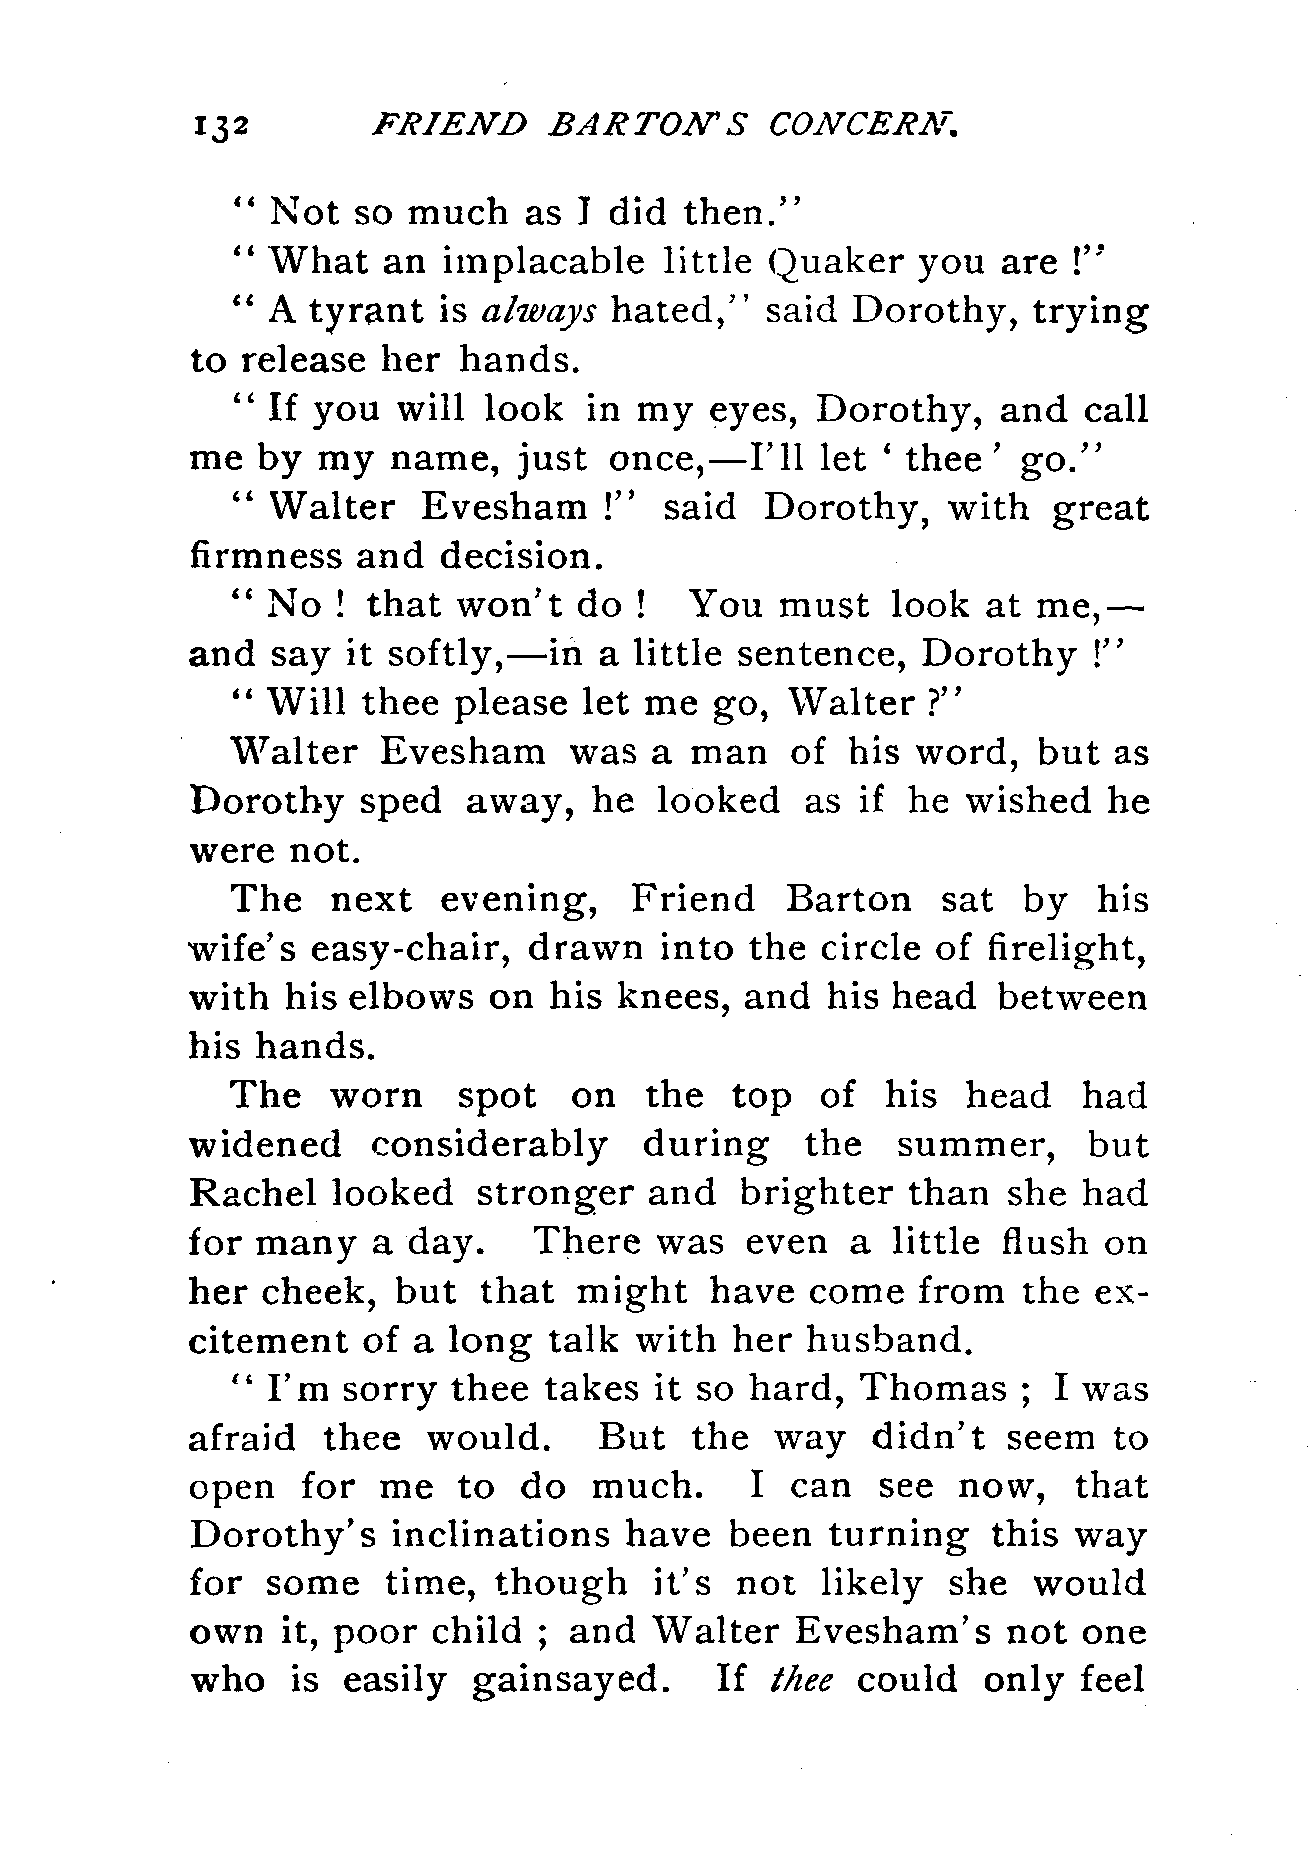 132 FRIEND BARTON'S CONCERN.
“ Not so much as I did then.”
“ What an implacable little Quaker you are !”
“ A tyrant is always hated,” said Dorothy, trying
to release her hands.
“ If you will look in my eyes, Dorothy, and call
me by my name, just once,—I'll let ‘ thee ’ go.”
“ Walter Evesham !” said Dorothy, with great
firmness and decision.
“ No ! that won't do ! You must look at me,—
and say it softly,—in a little sentence, Dorothy !”
“ Will thee please let me go, Walter ?”
Walter Evesham was a man of his word, but as
Dorothy sped away, he looked as if he wished he
were not.
The next evening, Friend Barton sat by his
wife's easy-chair, drawn into the circle of firelight,
with his elbows on his knees, and his head between
his hands.
The worn spot on the top of his head had
widened considerably during the summer, but
Rachel looked stronger and brighter than she had
for many a day. There was even a little flush on
her cheek, but that might have come from the ex-
citement of a long talk with her husband.
“ I'm sorry thee takes it so hard, Thomas ; I was
afraid thee would. But the way didn't seem to
open for me to do much. I can see now, that
Dorothy's inclinations have been turning this way
for some time, though it's not likely she would
own it, poor child ; and Walter Evesham's not one
who is easily gainsayed. If thee could only feel